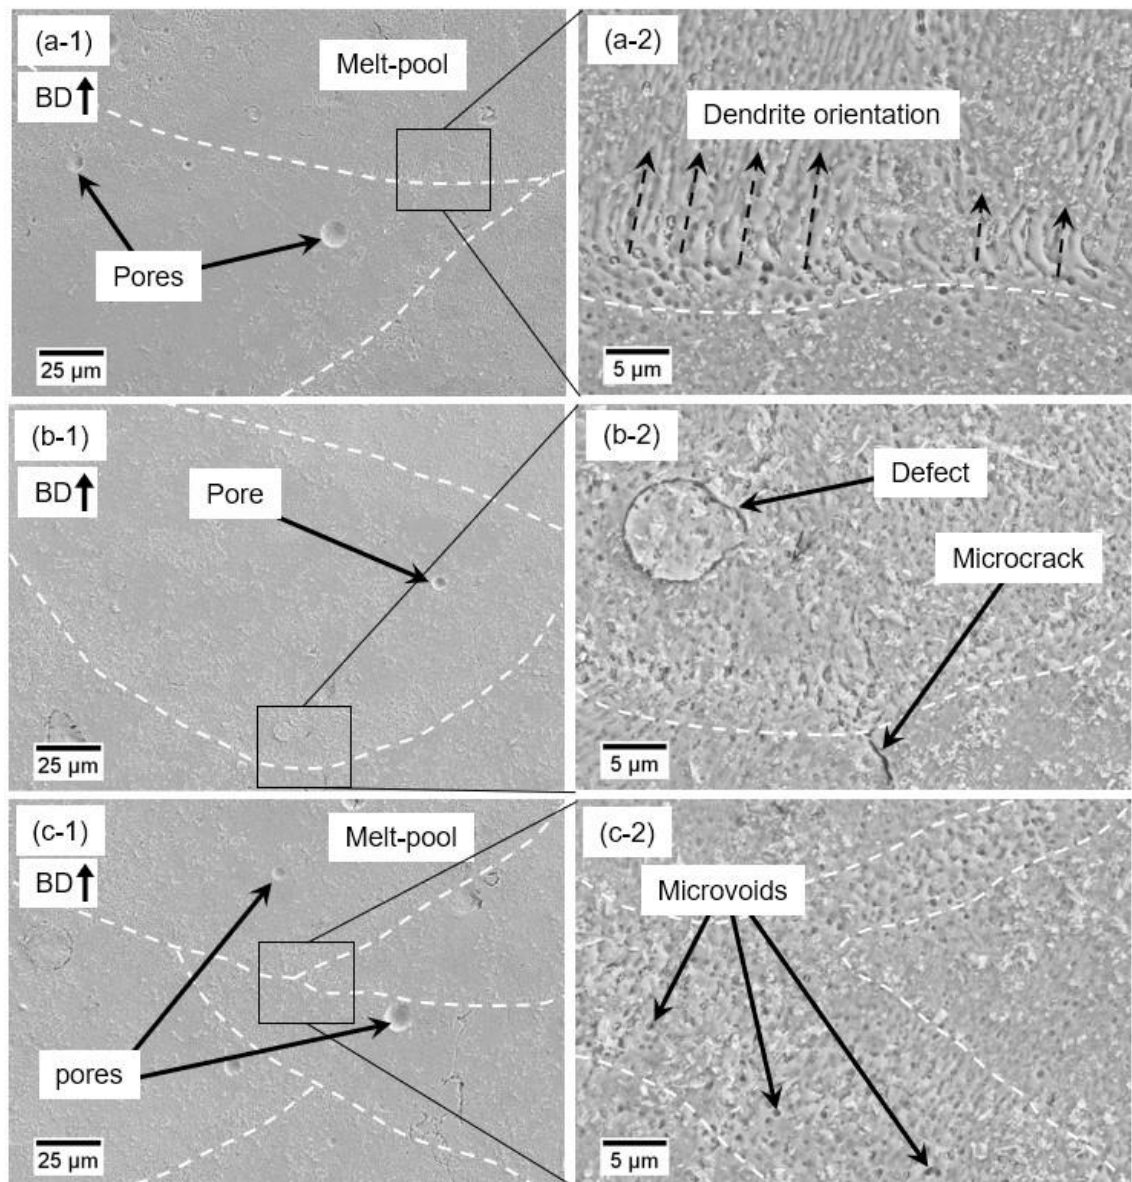 (a-1)
BD
Melt-pool
Pores
25 µm
(a-2)
Dendrite orientation
5 µm
(b-1)
BD
Pore
25 µm
(b-2)
Defect
Microcrack
5 µm
(c-1)
BD
Melt-pool
pores
25 µm
(c-2)
Microvoids
5 µm